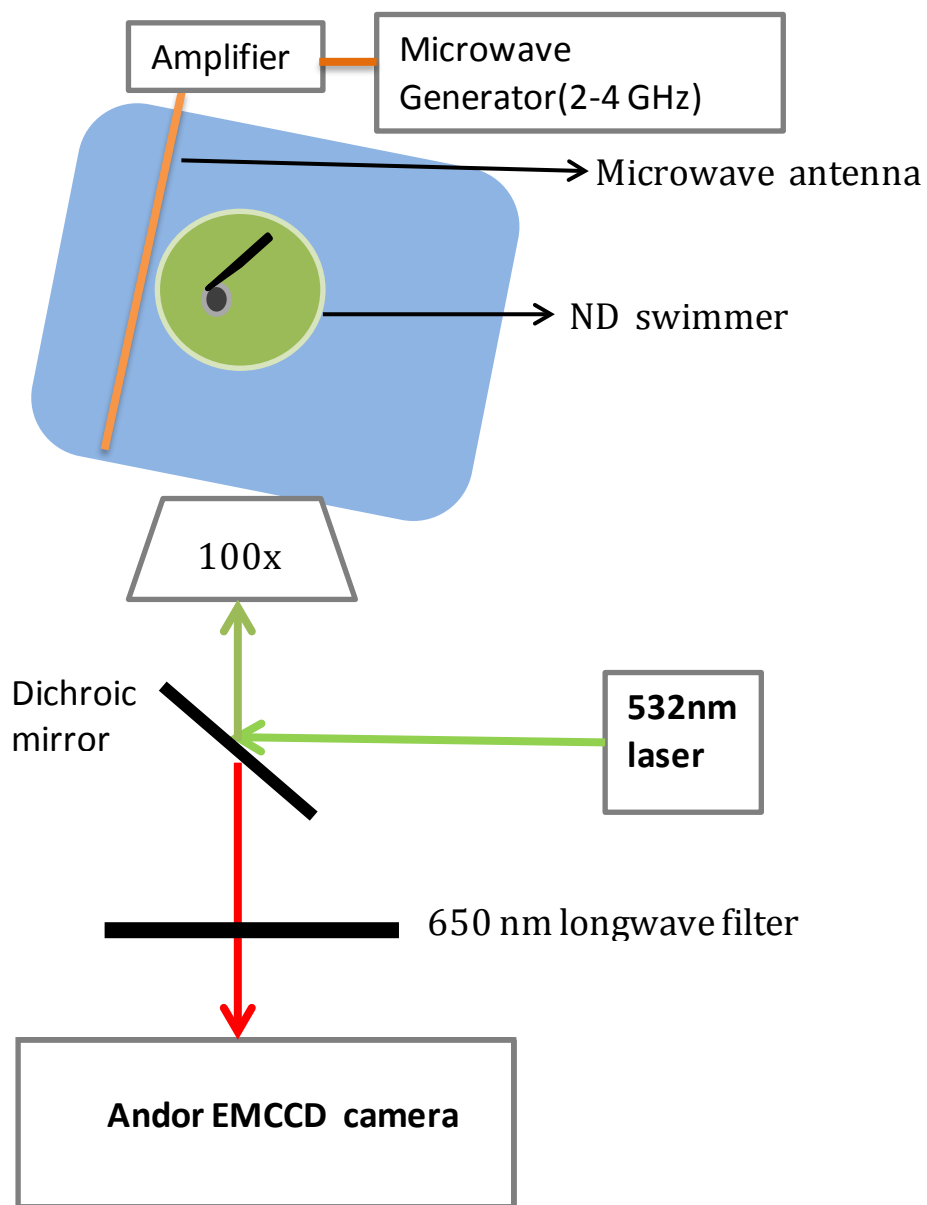 Amplifier
Microwave
Generator(2-4 GHz)
Microwave antenna
ND swimmer
100x
Dichroic
mirror
532nm
laser
650 nm longwave filter
Andor EMCCD camera